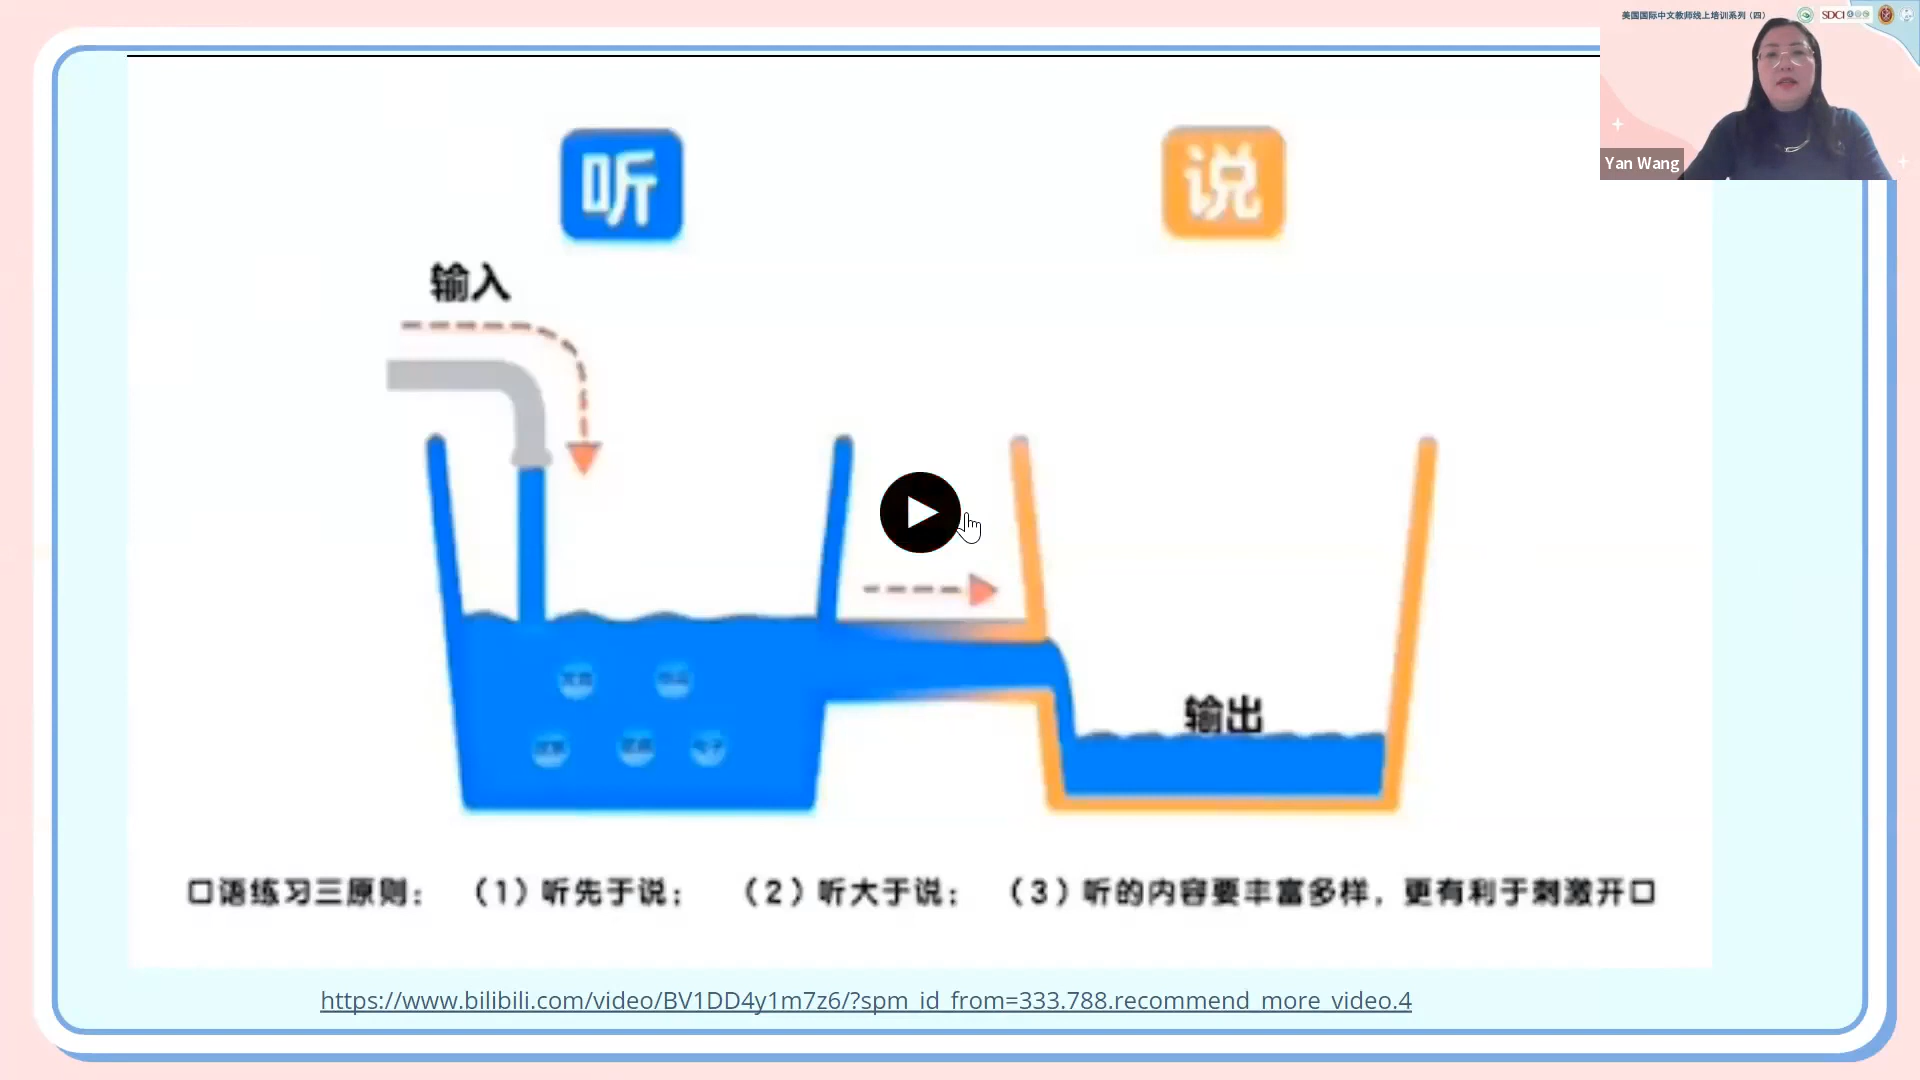 美国国际中文教师线上培训系列（四）
SDCI
Yan Wang
听
说
输入
输出
口语练习三原则： （1）听先于说； （2）听大于说； （3）听的内容要丰富多样，更有利于刺激开口
https://www.bilibili.com/video/BV1DD4y1m7z6/?spm_id_from=333.788.recommend_more_video.4